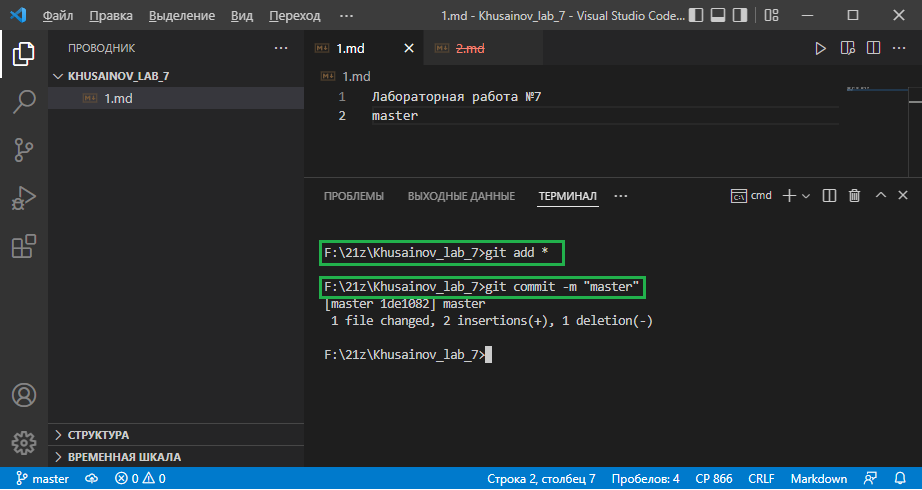 Файл Правка Выделение Вид Переход ··· 1.md - Khusainov_lab_7 - Visual Studio Code...
ПРОВОДНИК ···
KHUSAINOV_LAB_7
1.md
1.md 2.md ···
1.md
1 Лабораторная работа №7
2 master
ПРОБЛЕМЫ ВЫХОДНЫЕ ДАННЫЕ ТЕРМИНАЛ ··· cmd
F:\21z\Khusainov_lab_7>git add *
F:\21z\Khusainov_lab_7>git commit -m "master"
[master 1de1082] master
1 file changed, 2 insertions(+), 1 deletion(-)
F:\21z\Khusainov_lab_7>
СТРУКТУРА
ВРЕМЕННАЯ ШКАЛА
master 0 0 Строка 2, столбец 7 Пробелов: 4 CP 866 CRLF Markdown